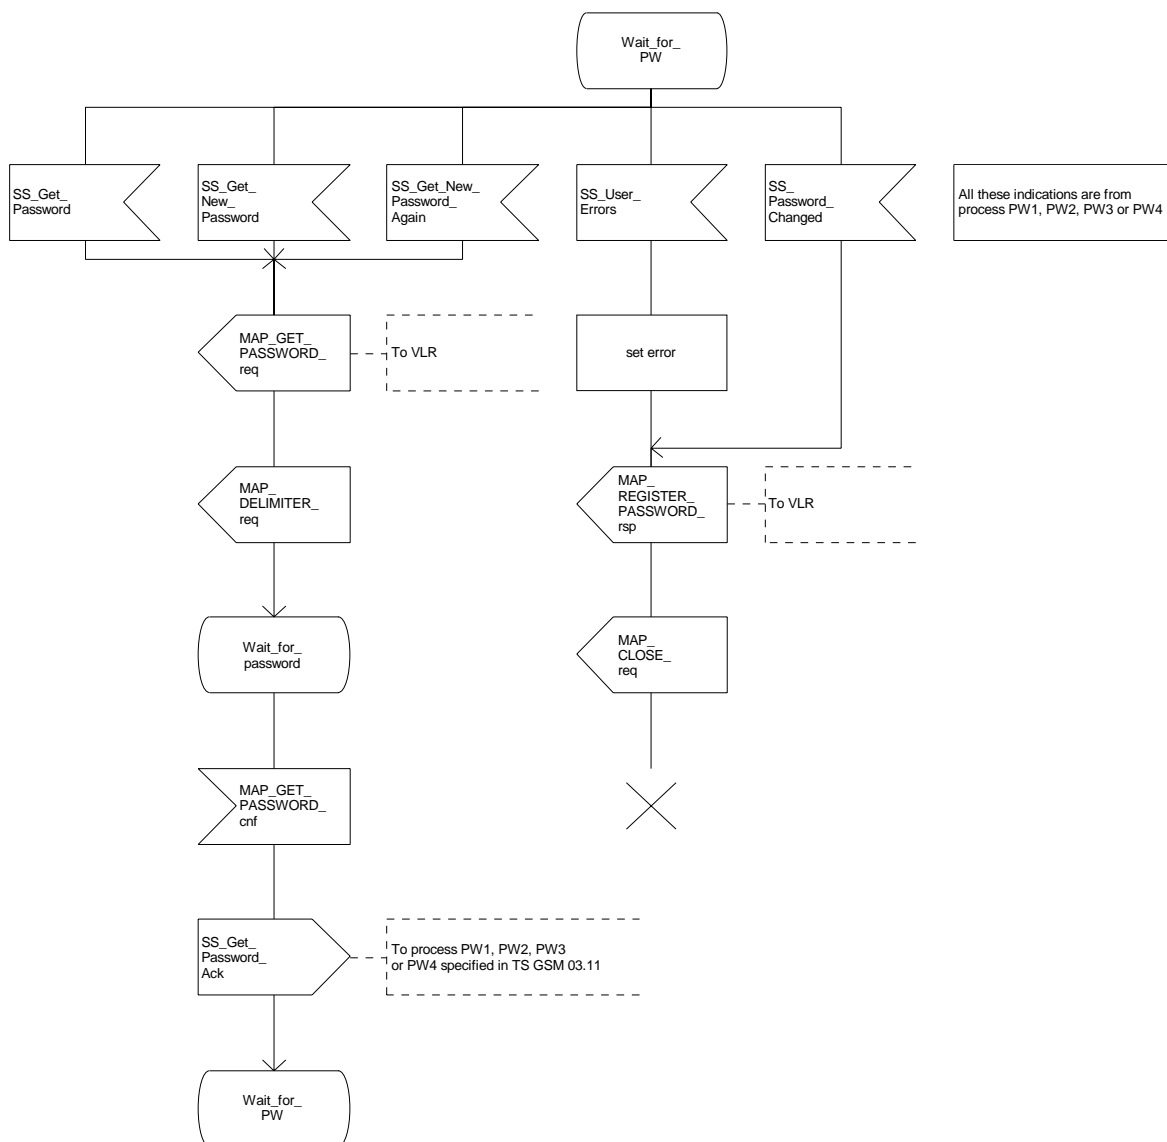 Wait_for_
PW
SS_Get_
Password
SS_Get_
New_
Password
SS_Get_New_
Password_
Again
SS_User_
Errors
SS_
Password_
Changed
All these indications are from
process PW1, PW2, PW3 or PW4
MAP_GET_
PASSWORD_
req
To VLR
set error
MAP_
DELIMITER_
req
MAP_
REGISTER_
PASSWORD_
rsp
To VLR
Wait_for_
password
MAP_
CLOSE_
req
MAP_GET_
PASSWORD_
cnf
SS_Get_
Password_
Ack
To process PW1, PW2, PW3
or PW4 specified in TS GSM 03.11
Wait_for_
PW